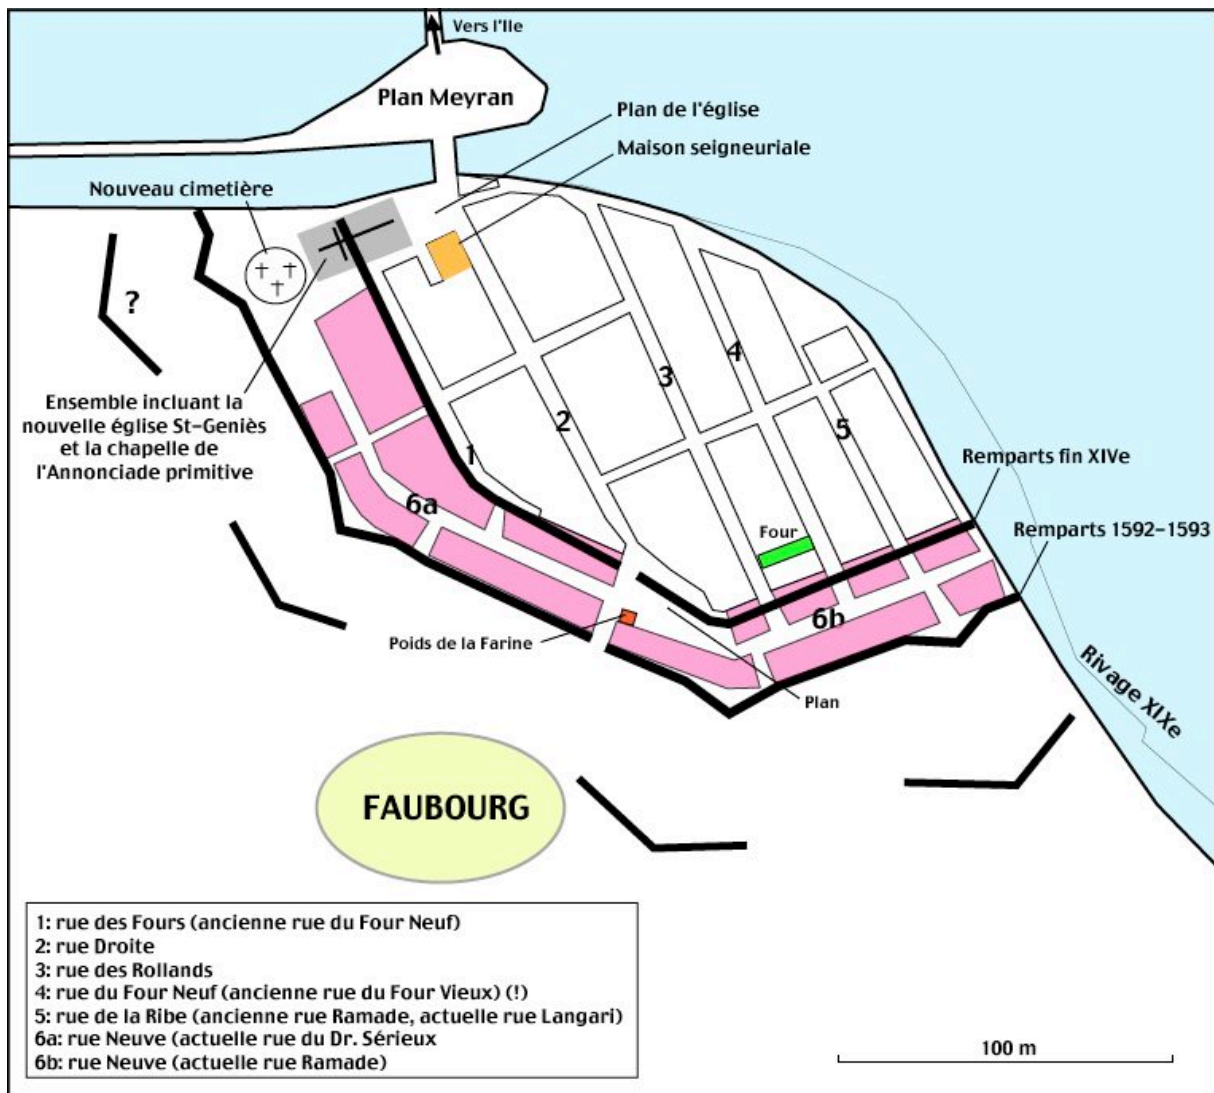 Vers l'Ile
Plan Meyran
Plan de l'église
Maison seigneuriale
Nouveau cimetière
?
Ensemble incluant la
nouvelle église St-Geniès
et la chapelle de
l'Annonciade primitive
1
2
3
4
5
6a
6b
Four
Remparts fin XIVe
Remparts 1592-1593
Poids de la Farine
Plan
Rivage XIXe
FAUBOURG
1: rue des Fours (ancienne rue du Four Neuf)
2: rue Droite
3: rue des Rollands
4: rue du Four Neuf (ancienne rue du Four Vieux) (!)
5: rue de la Ribe (ancienne rue Ramade, actuelle rue Langari)
6a: rue Neuve (actuelle rue du Dr. Sérieux
6b: rue Neuve (actuelle rue Ramade)
100 m